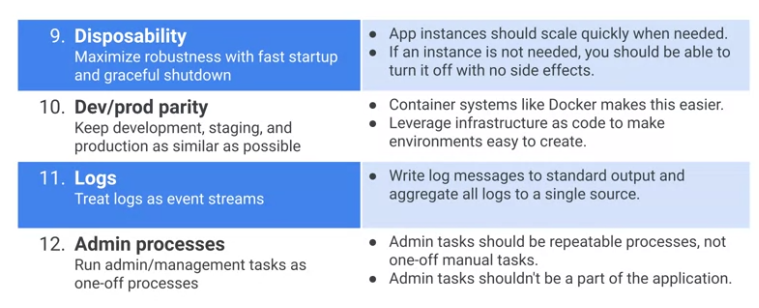 9. Disposability
Maximize robustness with fast startup
and graceful shutdown
● App instances should scale quickly when needed.
● If an instance is not needed, you should be able to
turn it off with no side effects.
10. Dev/prod parity
Keep development, staging, and
production as similar as possible
● Container systems like Docker makes this easier.
● Leverage infrastructure as code to make
environments easy to create.
11. Logs
Treat logs as event streams
● Write log messages to standard output and
aggregate all logs to a single source.
12. Admin processes
Run admin/management tasks as
one-off processes
● Admin tasks should be repeatable processes, not
one-off manual tasks.
● Admin tasks shouldn't be a part of the application.